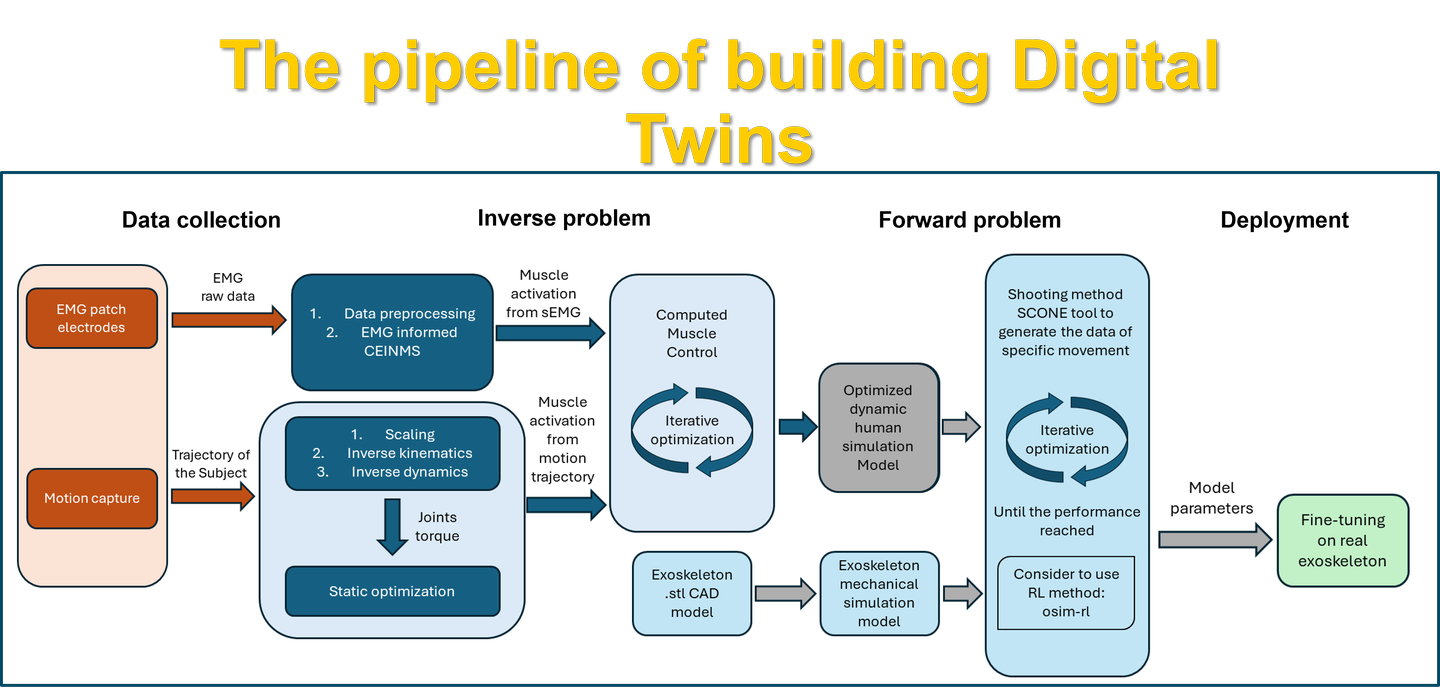 The pipeline of building Digital
Twins
Data collection
Inverse problem
Forward problem
Deployment
EMG patch
electrodes
Motion capture
EMG
raw data
Trajectory of
the Subject
1. Data preprocessing
2. EMG informed
CEINMS
1. Scaling
2. Inverse kinematics
3. Inverse dynamics
Joints
torque
Static optimization
Muscle
activation
from sEMG
Muscle
activation
from
motion
trajectory
Computed
Muscle
Control
Iterative
optimization
Optimized
dynamic
human
simulation
Model
Exoskeleton
.stl CAD
model
Exoskeleton
mechanical
simulation
model
Shooting method
SCONE tool to
generate the data of
specific movement
Iterative
optimization
Until the performance
reached
Consider to use
RL method:
osim-rl
Model
parameters
Fine-tuning
on real
exoskeleton